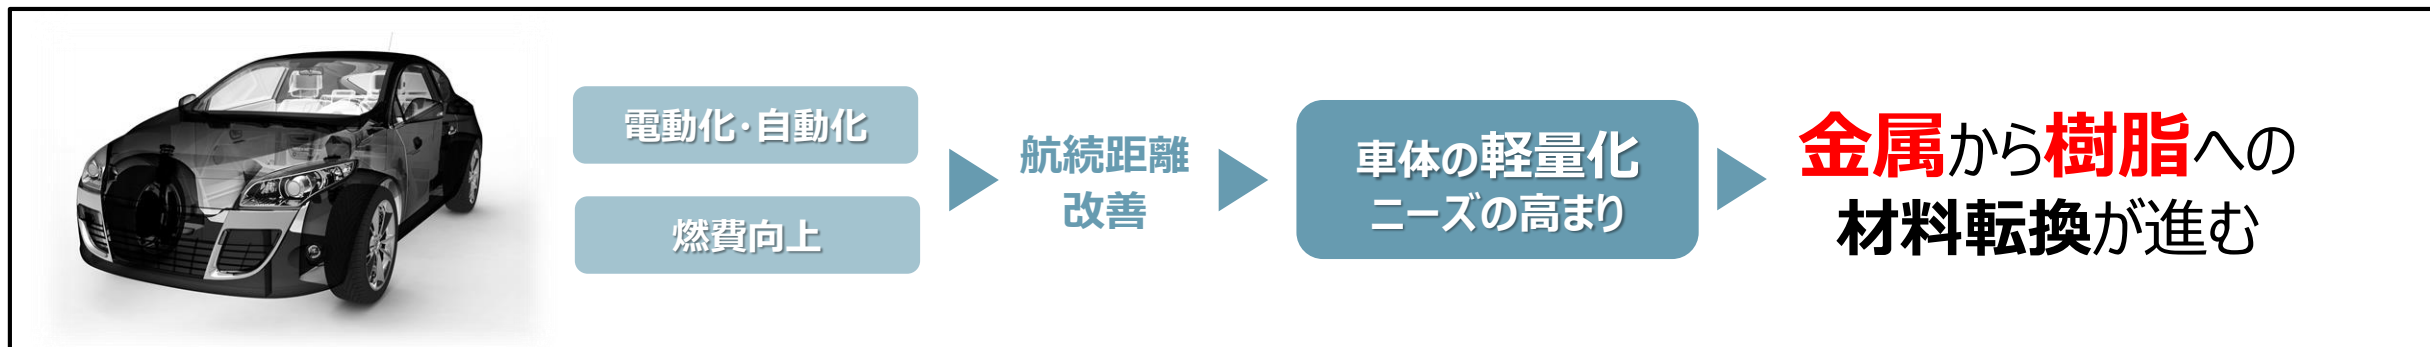 電動化・自動化
燃費向上
航続距離
改善
車体の軽量化
ニーズの高まり
金属から樹脂への
材料転換が進む